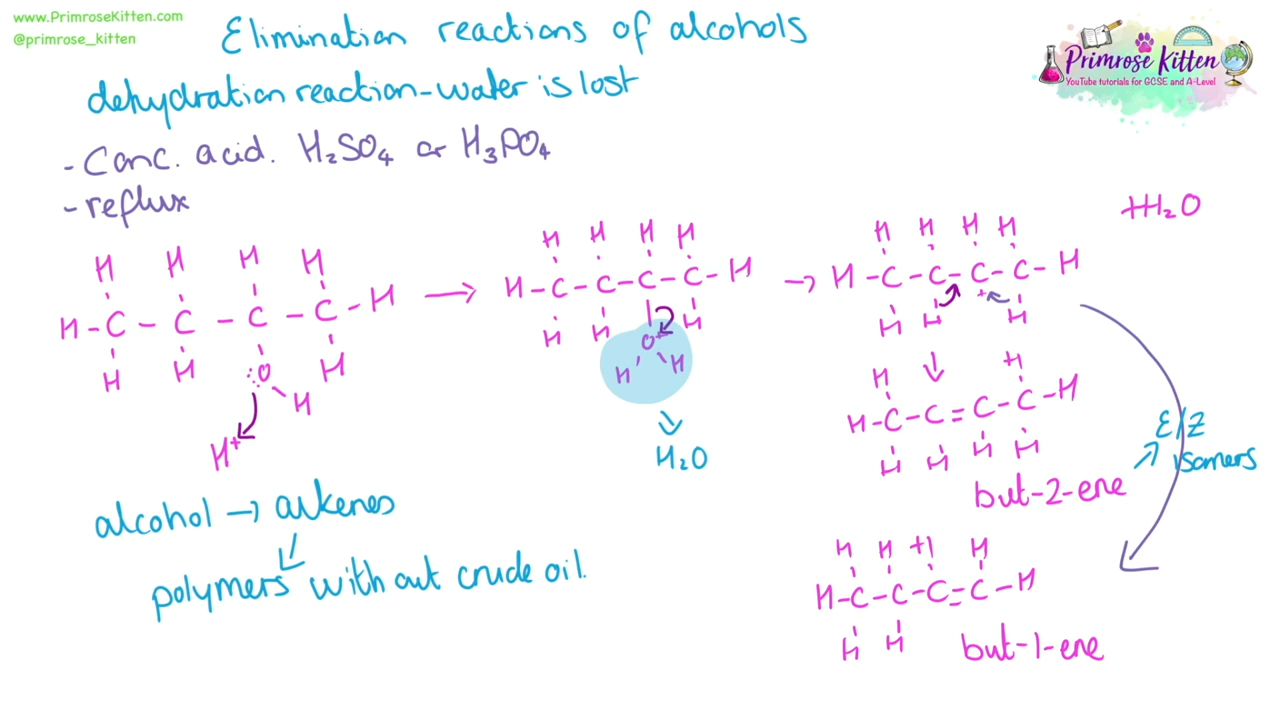 www.PrimroseKitten.com
@primrose_kitten
Elimination reactions of alcohols
Primrose Kitten
YouTube tutorials for GCSE and A-Level
dehydration reaction - water is lost
- Conc. acid. H₂SO₄ or H₃PO₄
- reflux
+H₂O
H H H H
H-C-C-C-C-H
H H :O H
H
H⁺
H H H H
H-C-C-C-C-H
H H O⁺ H
H H
H₂O
H H H H
H-C-C-C-C-H
+
H H H
H H
H-C-C=C-C-H
H H H H
but-2-ene
E/Z
isomers
alcohol → alkenes
polymers without crude oil.
H H H H
H-C-C-C=C-H
H H
but-1-ene